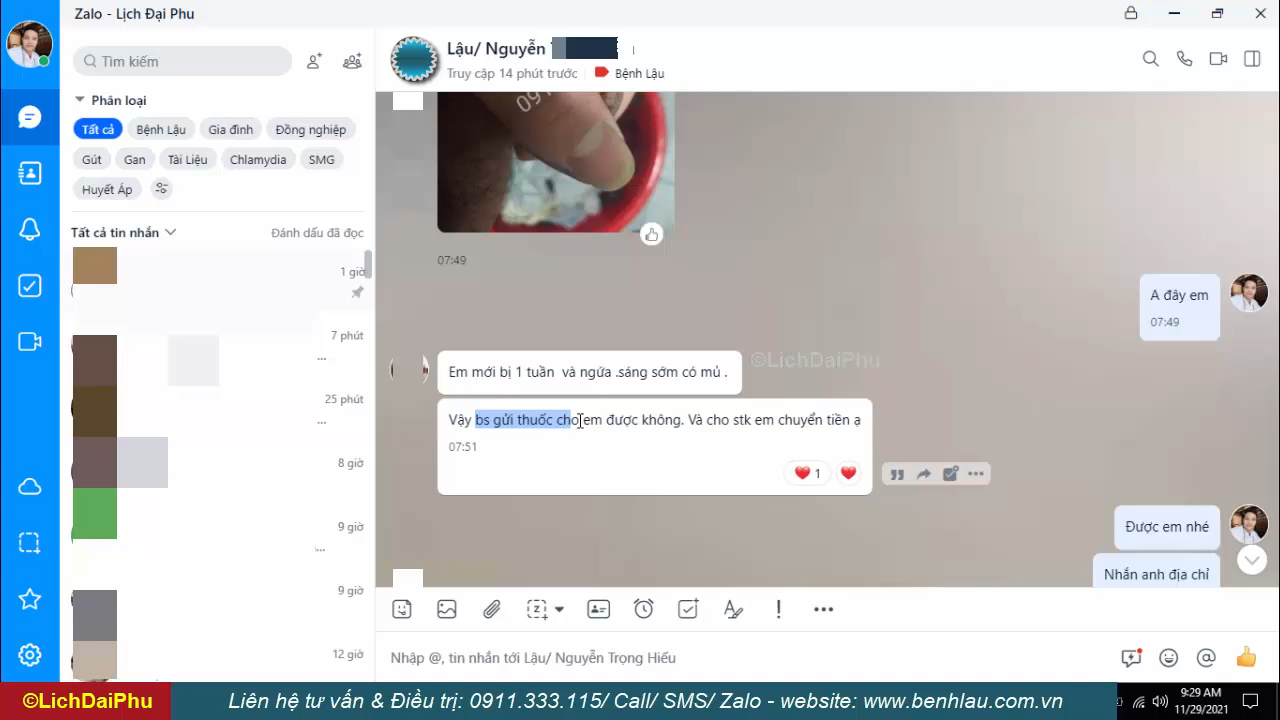 Zalo - Lịch Đại Phu
Tìm kiếm
Phân loại
Tất cả
Bệnh Lậu
Gia đình
Đồng nghiệp
Gút
Gan
Tài Liệu
Chlamydia
SMG
Huyết Áp
Tất cả tin nhắn
Đánh dấu đã đọc
1 giờ
7 phút
...
25 phút
...
8 giờ
9 giờ
...
9 giờ
12 giờ
Lậu/ Nguyễn
Truy cập 14 phút trước
Bệnh Lậu
091
07:49
A đây em
07:49
©LichDaiPhu
Em mới bị 1 tuần và ngứa .sáng sớm có mủ .
Vậy bs gửi thuốc cho em được không. Và cho stk em chuyển tiền ạ
07:51
1
Được em nhé
Nhắn anh địa chỉ
Nhập @, tin nhắn tới Lậu/ Nguyễn Trọng Hiếu
©LichDaiPhu
Liên hệ tư vấn & Điều trị: 0911.333.115/ Call/ SMS/ Zalo - website: www.benhlau.com.vn
9:29 AM
11/29/2021